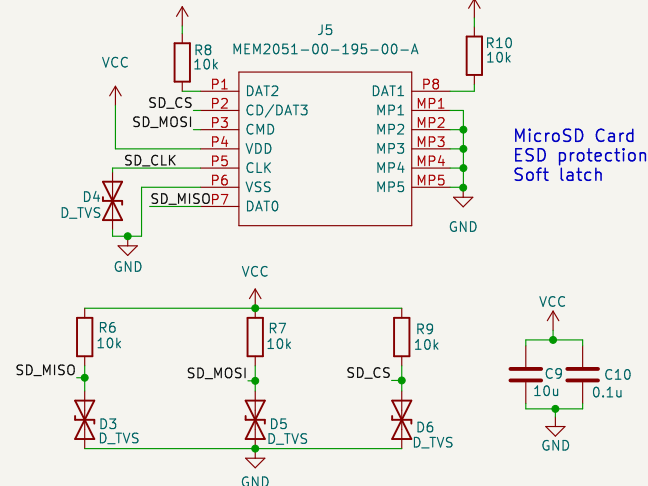 J5
MEM2051-00-195-00-A
R8
10k
R10
10k
VCC
P1 DAT2
SD_CS P2 CD/DAT3
SD_MOSI P3 CMD
P4 VDD
SD_CLK P5 CLK
P6 VSS
SD_MISO P7 DAT0
DAT1 P8
MP1 MP1
MP2 MP2
MP3 MP3
MP4 MP4
MP5 MP5
D4
D_TVS
GND
GND
MicroSD Card
ESD protection
Soft latch
VCC
R6
10k
R7
10k
R9
10k
SD_MISO
SD_MOSI
SD_CS
D3
D_TVS
D5
D_TVS
D6
D_TVS
GND
VCC
C9
10u
C10
0.1u
GND